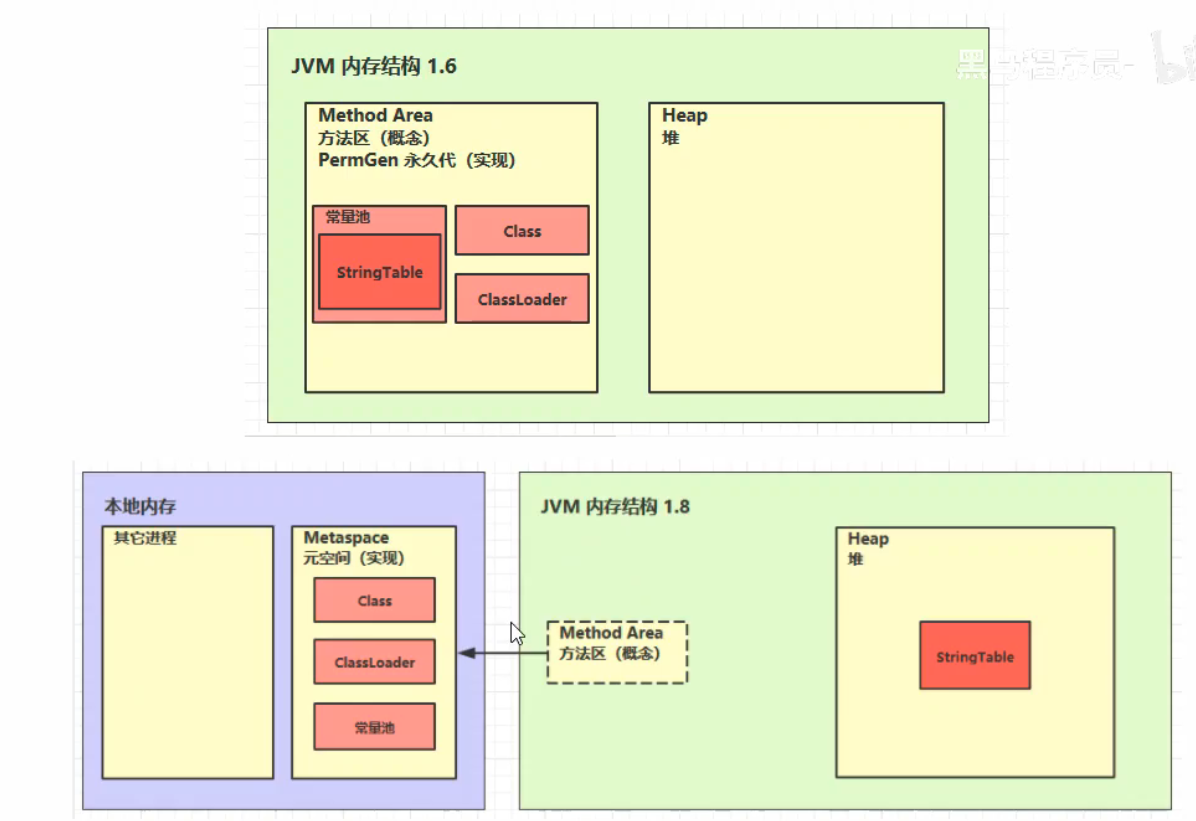 黑马程序员-
JVM 内存结构 1.6
Method Area
方法区（概念）
PermGen 永久代（实现）
常量池
StringTable
Class
ClassLoader
Heap
堆
本地内存
其它进程
Metaspace
元空间（实现）
Class
ClassLoader
常量池
JVM 内存结构 1.8
Method Area
方法区（概念）
Heap
堆
StringTable